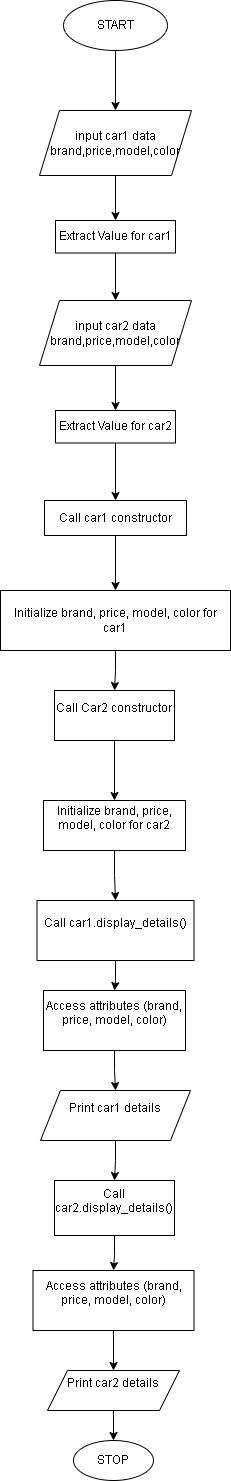 START
input car1 data
brand,price,model,color
Extract Value for car1
input car2 data
brand,price,model,color
Extract Value for car2
Call car1 constructor
Initialize brand, price, model, color for
car1
Call Car2 constructor
Initialize brand, price,
model, color for car2
Call car1.display_details()
Access attributes (brand,
price, model, color)
Print car1 details
Call
car2.display_details()
Access attributes (brand,
price, model, color)
Print car2 details
STOP